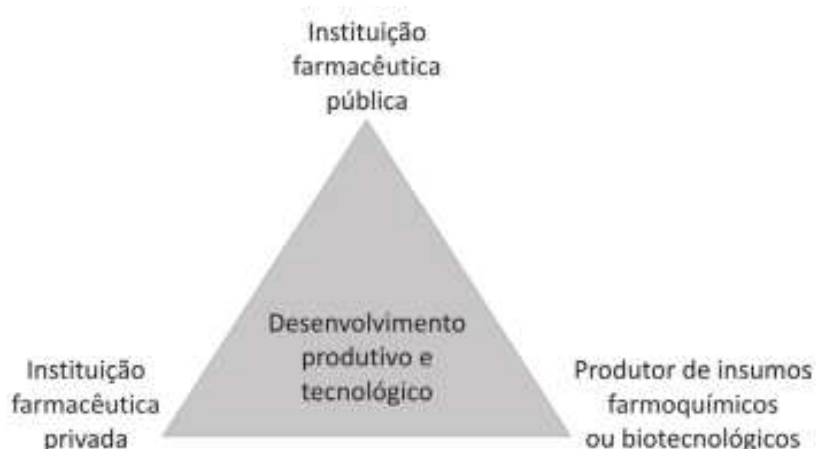 Instituição
farmacêutica
pública
Desenvolvimento
produtivo e
tecnológico
Instituição
farmacêutica
privada
Produtor de insumos
farmoquímicos
ou biotecnológicos